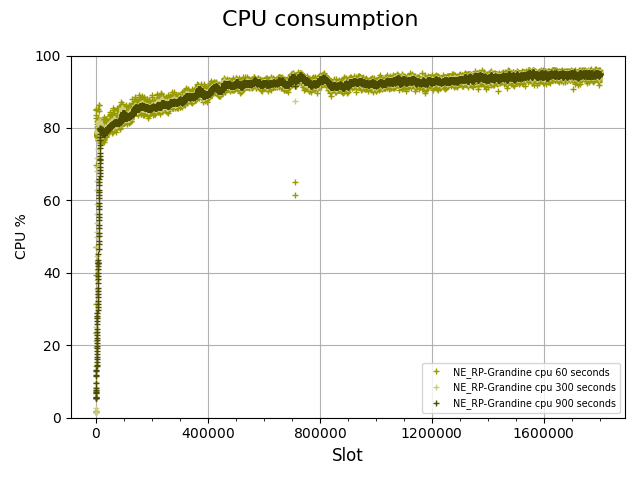 CPU consumption
100
80
60
40
20
0
CPU %
0 400000 800000 1200000 1600000
Slot
NE_RP-Grandine cpu 60 seconds
NE_RP-Grandine cpu 300 seconds
NE_RP-Grandine cpu 900 seconds